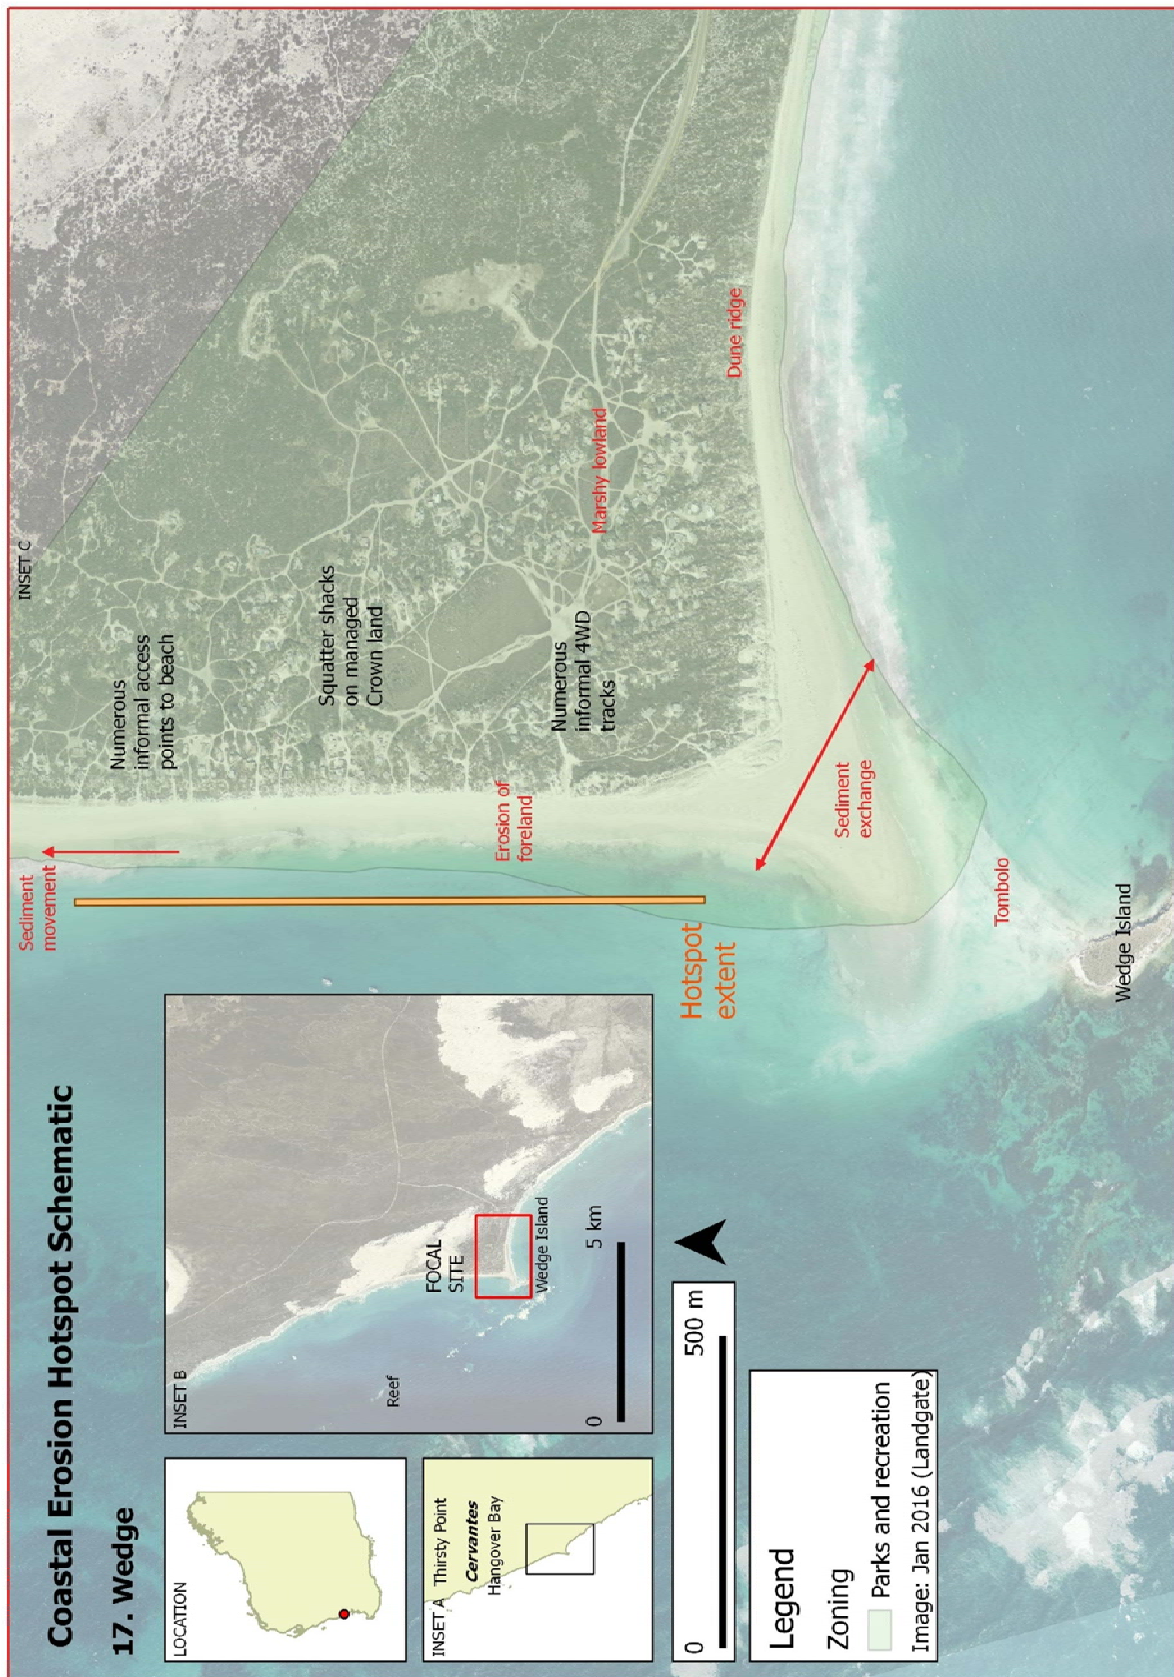 Coastal Erosion Hotspot Schematic
17. Wedge
LOCATION
INSET A
Thirsty Point
Cervantes
Hangover Bay
INSET B
Reef
FOCAL
SITE
Wedge Island
0
5 km
0
500 m
Legend
Zoning
Parks and recreation
Image: Jan 2016 (Landgate)
INSET C
Sediment
movement
Numerous
informal access
points to beach
Squatter shacks
on managed
Crown land
Erosion of
foreland
Numerous
informal 4WD
tracks
Marshy lowland
Dune ridge
Hotspot
extent
Sediment
exchange
Tombolo
Wedge Island